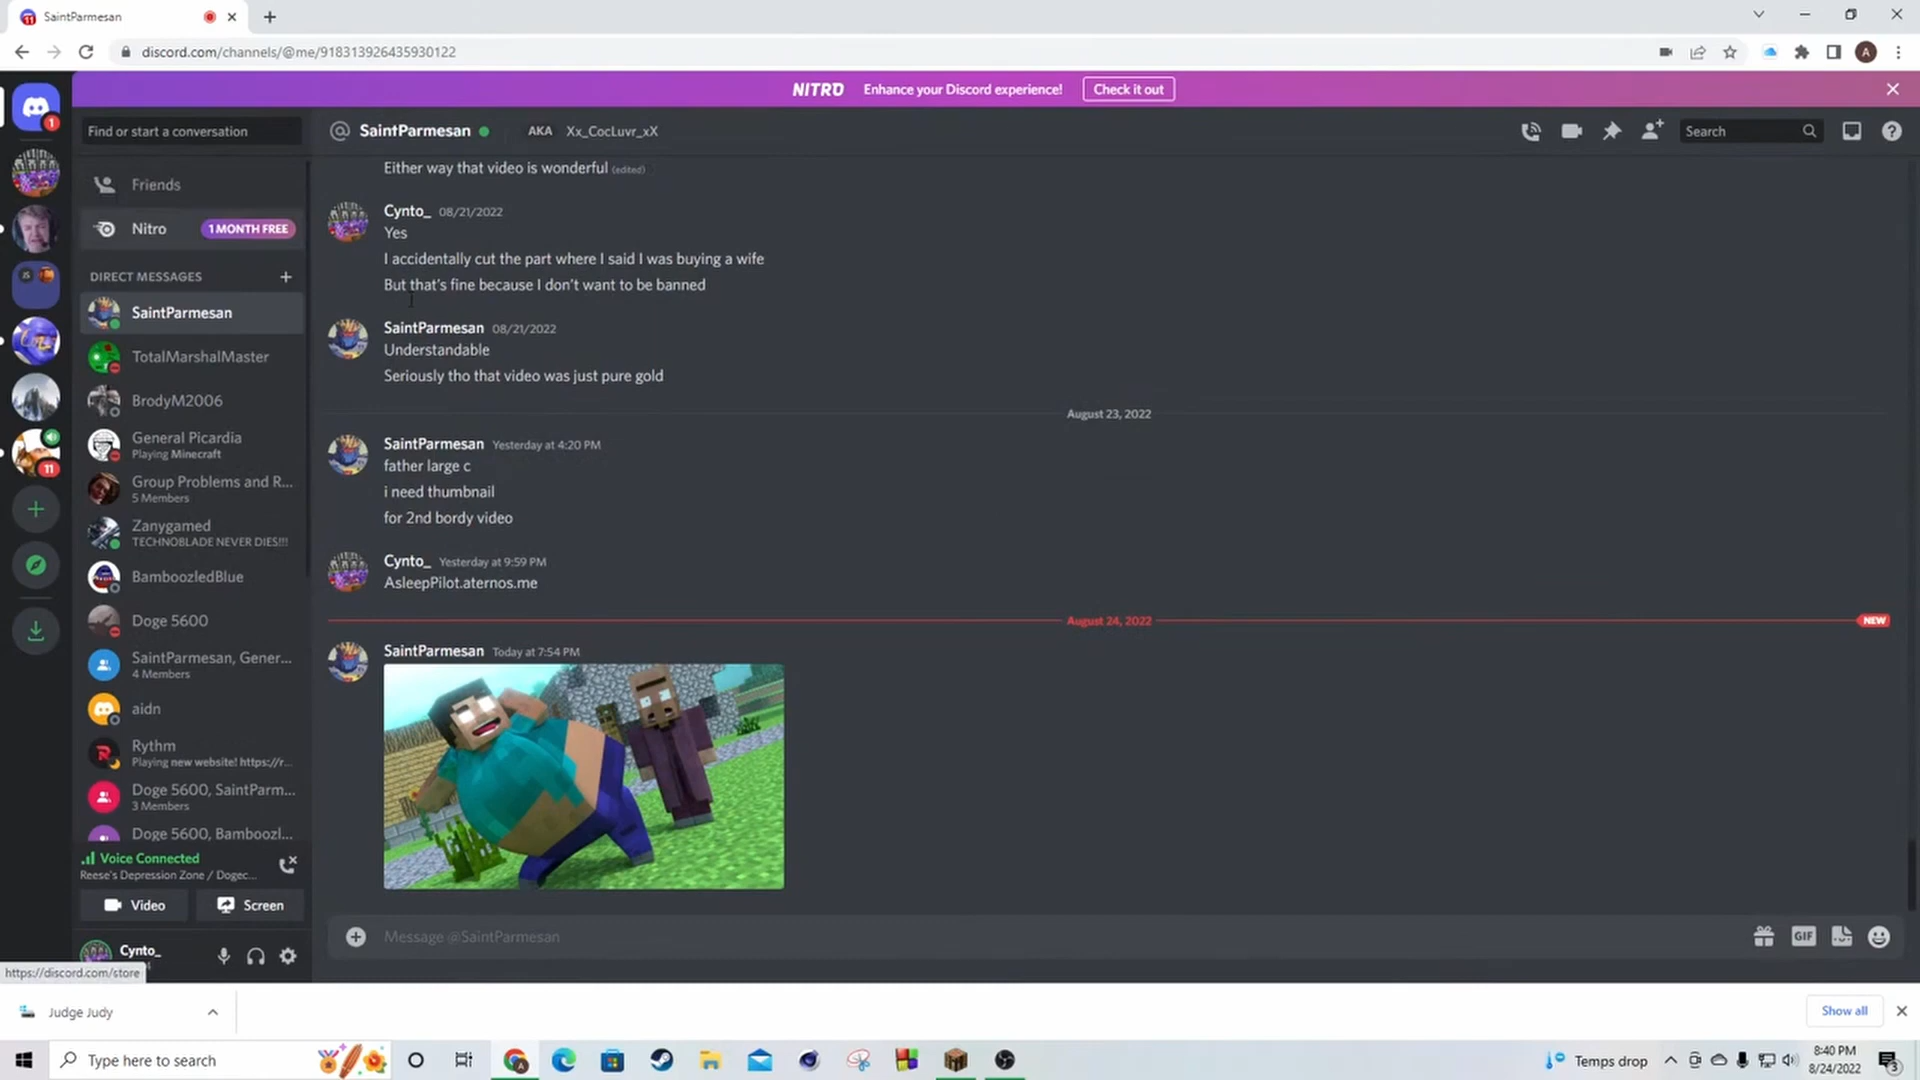 SaintParmesan
discord.com/channels/@me/918313926435930122
A
NITRO Enhance your Discord experience! Check it out
1
Find or start a conversation
SaintParmesan AKA Xx_CocLuvr_xX
Search
Friends
Nitro 1 MONTH FREE
DIRECT MESSAGES
SaintParmesan
TotalMarshalMaster
BrodyM2006
General Picardia
Playing Minecraft
Group Problems and R...
5 Members
Zanygamed
TECHNOBLADE NEVER DIES!!!
BamboozledBlue
Doge 5600
SaintParmesan, Gener...
4 Members
aidn
Rythm
Playing new website! https://r...
Doge 5600, SaintParm...
3 Members
Doge 5600, Bamboozl...
11
Voice Connected
Reese's Depression Zone / Dogec...
Video Screen
Cynto_
https://discord.com/store
Either way that video is wonderful (edited)
Cynto_ 08/21/2022
Yes
I accidentally cut the part where I said I was buying a wife
But that's fine because I don't want to be banned
SaintParmesan 08/21/2022
Understandable
Seriously tho that video was just pure gold
August 23, 2022
SaintParmesan Yesterday at 4:20 PM
father large c
i need thumbnail
for 2nd bordy video
Cynto_ Yesterday at 9:59 PM
AsleepPilot.aternos.me
August 24, 2022 NEW
SaintParmesan Today at 7:54 PM
Message @SaintParmesan
GIF
Judge Judy
Show all
Type here to search
Temps drop
8:40 PM
8/24/2022
3